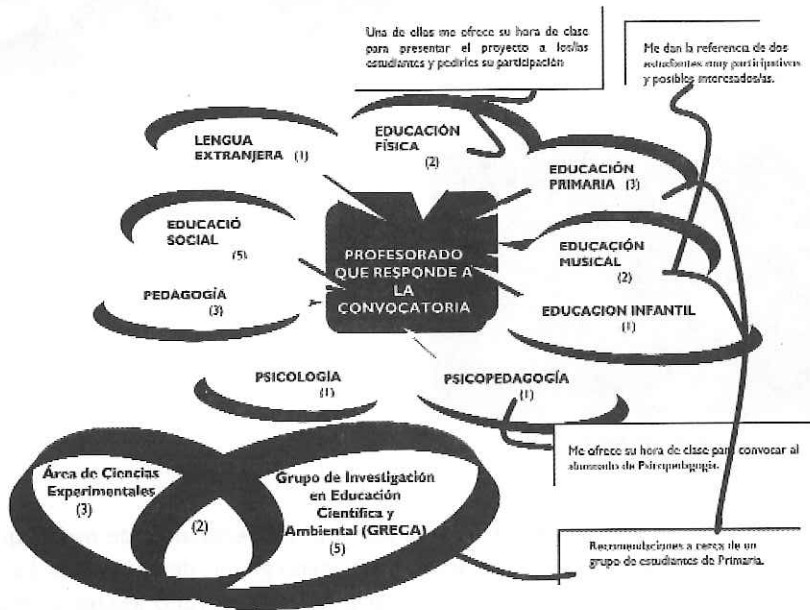 Una de ellas me ofrece su hora de clase
para presentar el proyecto a los/las
estudiantes y pedirles su participación
Me dan la referencia de dos
estudiantes muy participativos
y posibles interesados/as.
LENGUA
EXTRANJERA (1)
EDUCACIÓN
FÍSICA
(2)
EDUCACIÓN
PRIMARIA (3)
EDUCACIÓ
SOCIAL
(5)
PROFESORADO
QUE RESPONDE A
LA
CONVOCATORIA
EDUCACIÓN
MUSICAL
(2)
PEDAGOGÍA
(3)
EDUCACION INFANTIL
(1)
PSICOLOGÍA
(1)
PSICOPEDAGOGÍA
(1)
Me ofrece su hora de clase para convocar al
alumnado de Psicopedagogía.
Área de Ciencias
Experimentales
(3)
(2)
Grupo de Investigación
en Educación
Científica y
Ambiental (GRECA)
(5)
Recomendaciones a cerca de un
grupo de estudiantes de Primaria.